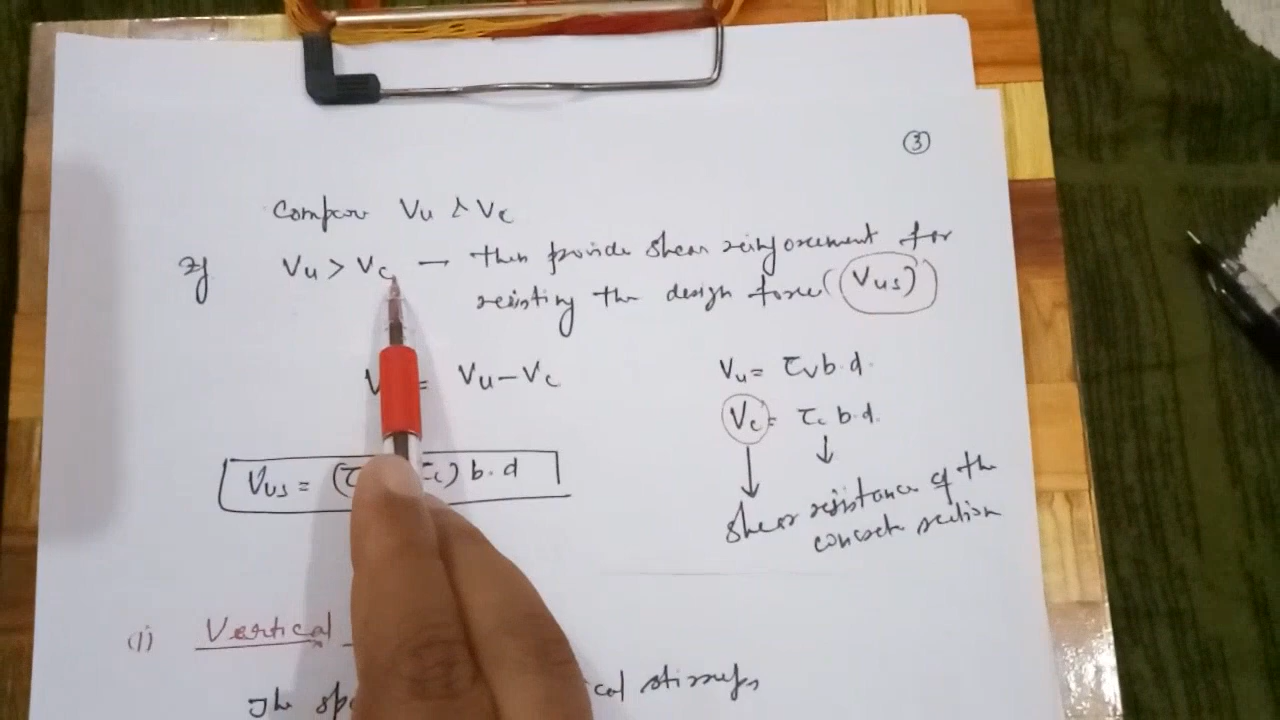 ③
Compare Vu & Vc
If Vu > Vc → then provide shear reinforcement for
resisting the design force (Vus)
V = Vu – Vc
Vu = τv b.d.
Vc = τc b.d.
Vus = (τ τc) b.d
Shear resistance of the
concrete section
(i) Vertical
The stirrups